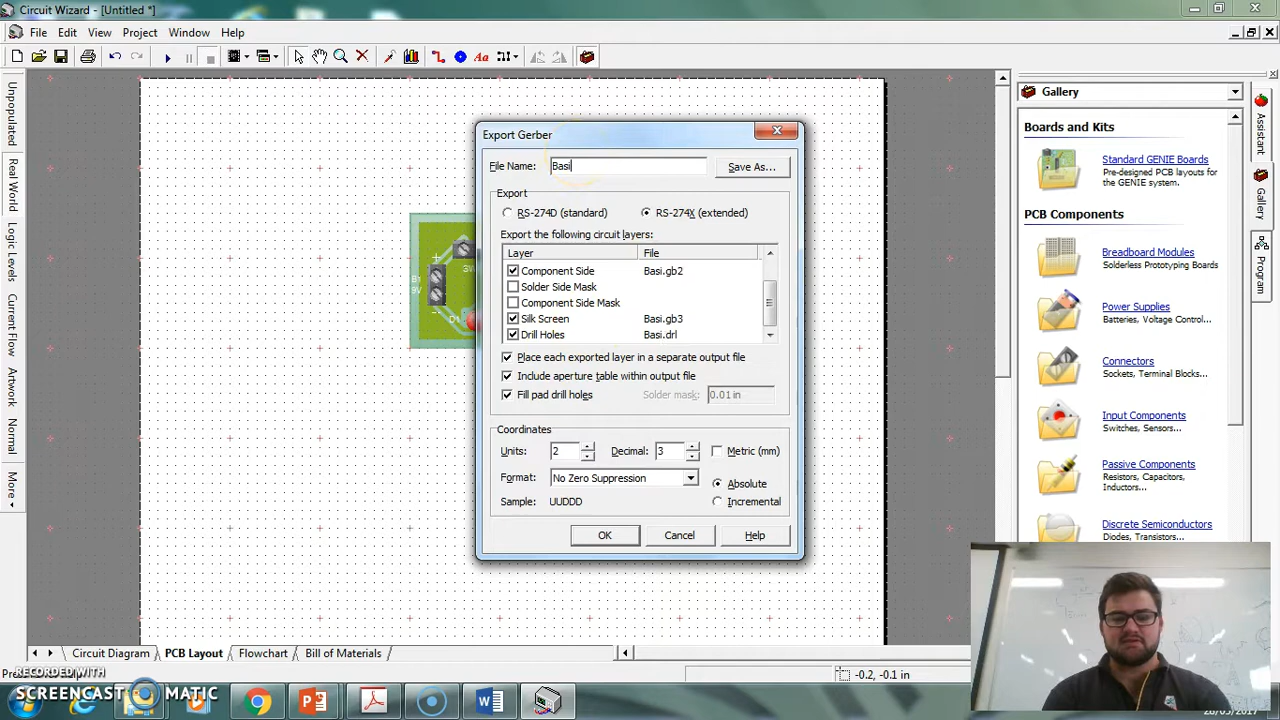 Circuit Wizard - [Untitled *]
File Edit View Project Window Help
Aa
Unpopulated
Real World
Logic Levels
Current Flow
Artwork
Normal
More
Export Gerber
File Name: Basi Save As...
Export
RS-274D (standard) RS-274X (extended)
Export the following circuit layers:
Layer File
Component Side Basi.gb2
Solder Side Mask
Component Side Mask
Silk Screen Basi.gb3
Drill Holes Basi.drl
Place each exported layer in a separate output file
Include aperture table within output file
Fill pad drill holes Solder mask: 0.01 in
Coordinates
Units: 2 Decimal: 3 Metric (mm)
Format: No Zero Suppression Absolute
Sample: UUDDD Incremental
OK Cancel Help
D1
Gallery
Boards and Kits
Standard GENIE Boards
Pre-designed PCB layouts for
the GENIE system.
PCB Components
Breadboard Modules
Solderless Prototyping Boards
Power Supplies
Batteries, Voltage Control...
Connectors
Sockets, Terminal Blocks...
Input Components
Switches, Sensors...
Passive Components
Resistors, Capacitors,
Inductors...
Discrete Semiconductors
Diodes, Transistors...
Assistant
Gallery
Program
Circuit Diagram PCB Layout Flowchart Bill of Materials
-0.2, -0.1 in
RECORDED WITH
SCREENCAST MATIC